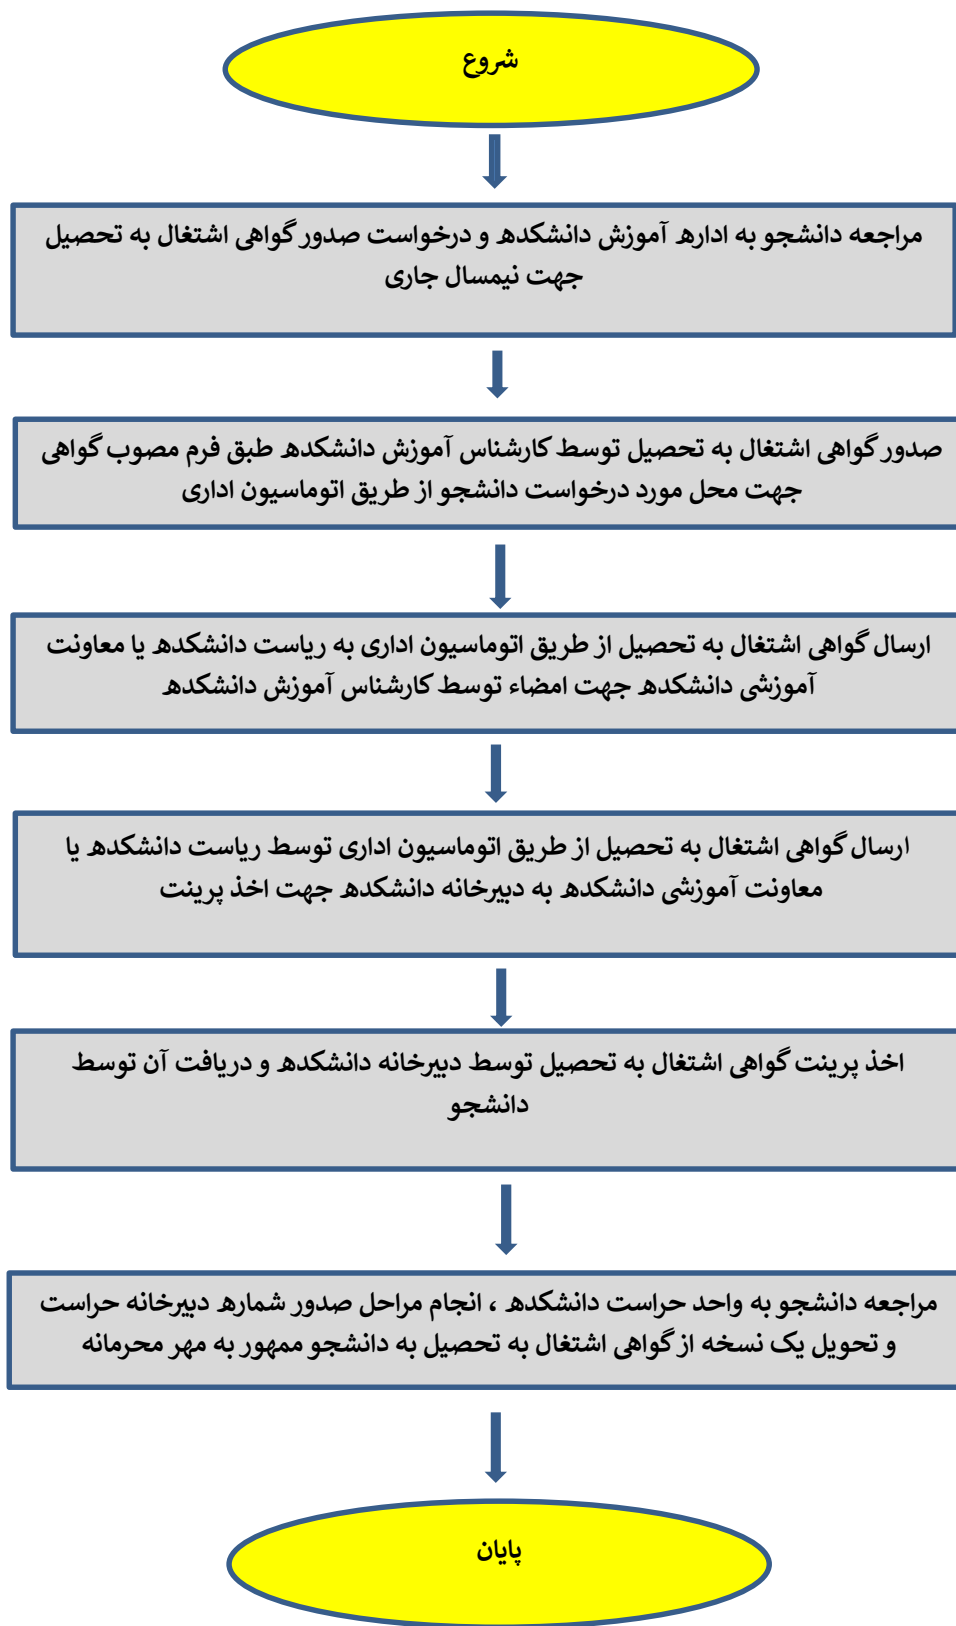 شروع
مراجعه دانشجو به اداره آموزش دانشکده و درخواست صدور گواهی اشتغال به تحصیل
جهت نیمسال جاری
صدور گواهی اشتغال به تحصیل توسط کارشناس آموزش دانشکده طبق فرم مصوب گواهی
جهت محل مورد درخواست دانشجو از طریق اتوماسیون اداری
ارسال گواهی اشتغال به تحصیل از طریق اتوماسیون اداری به ریاست دانشکده یا معاونت
آموزشی دانشکده جهت امضاء توسط کارشناس آموزش دانشکده
ارسال گواهی اشتغال به تحصیل از طریق اتوماسیون اداری توسط ریاست دانشکده یا
معاونت آموزشی دانشکده به دبیرخانه دانشکده جهت اخذ پرینت
اخذ پرینت گواهی اشتغال به تحصیل توسط دبیرخانه دانشکده و دریافت آن توسط
دانشجو
مراجعه دانشجو به واحد حراست دانشکده ، انجام مراحل صدور شماره دبیرخانه حراست
و تحویل یک نسخه از گواهی اشتغال به تحصیل به دانشجو ممهور به مهر محرمانه
پایان